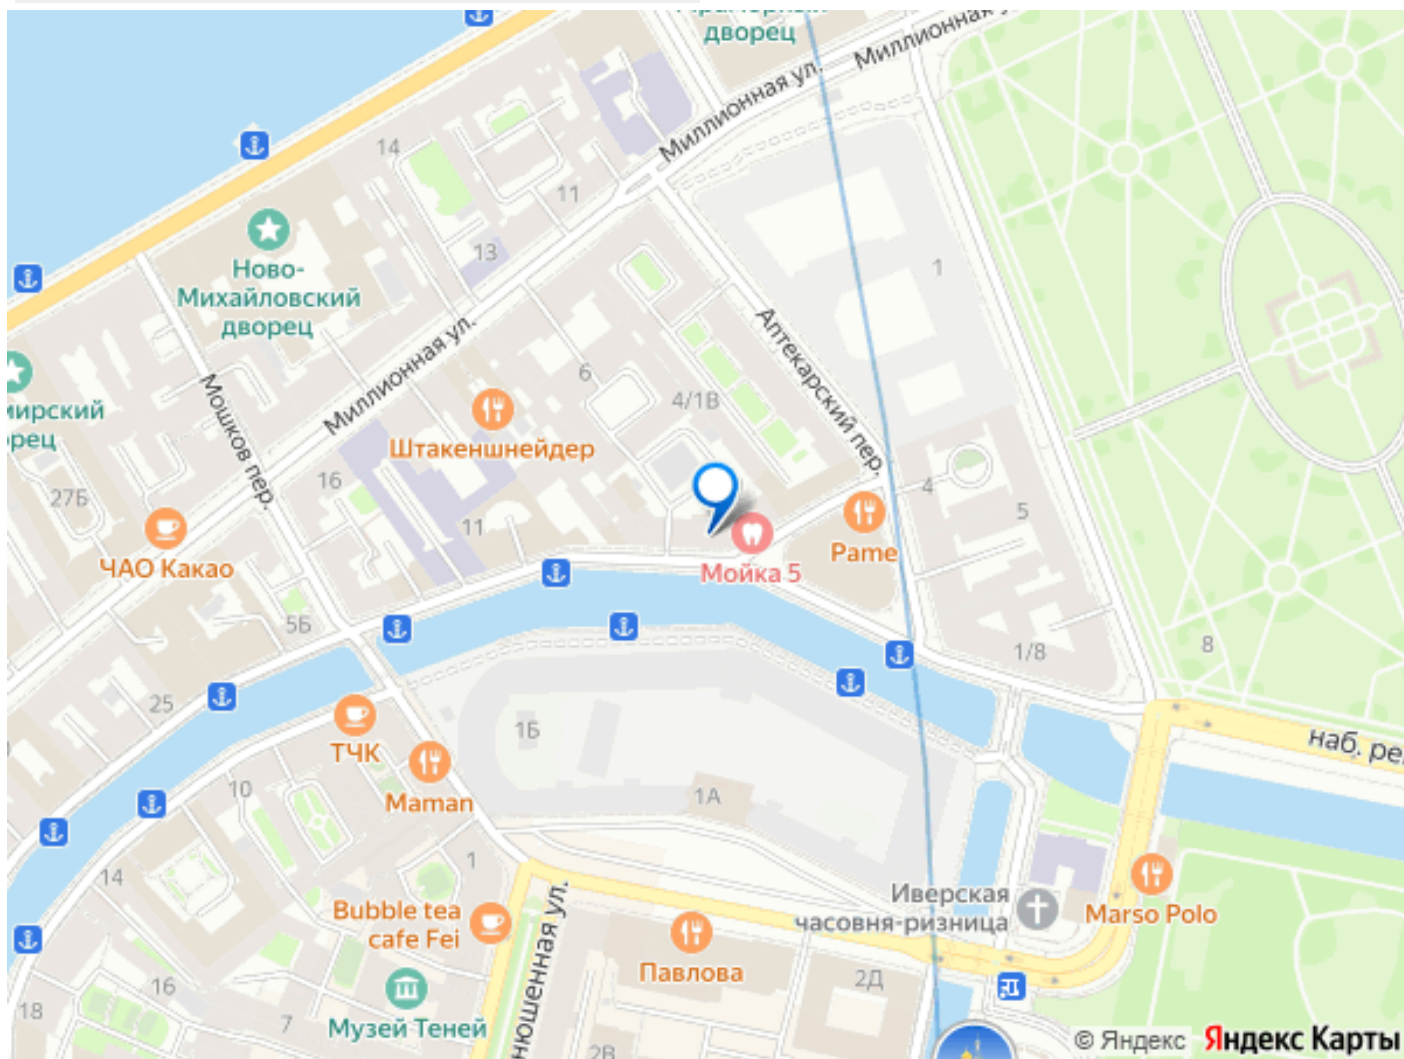 дворец
Миллионная
Миллионная ул.
14
11
13
1
Ново-
Михайловский
дворец
Миллионная ул.
Аптекарский пер.
Мошков пер.
6
4/1В
Штакеншнейдер
16
27Б
11
4
5
ЧАО Какао
Pame
Мойка 5
5Б
1/8
8
25
1Б
ТЧК
наб. ре
10
Maman
1А
14
1
Bubble tea
cafe Fei
Иверская
часовня-ризница
Marso Polo
Павлова
нюшенная ул.
2Д
16
18
7
Музей Теней
2В
© Яндекс Яндекс Карты